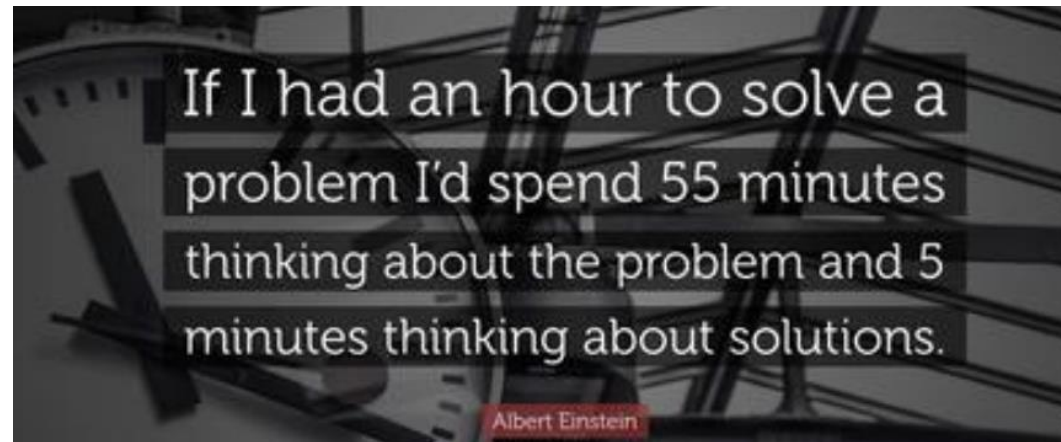 If I had an hour to solve a
problem I'd spend 55 minutes
thinking about the problem and 5
minutes thinking about solutions.
Albert Einstein